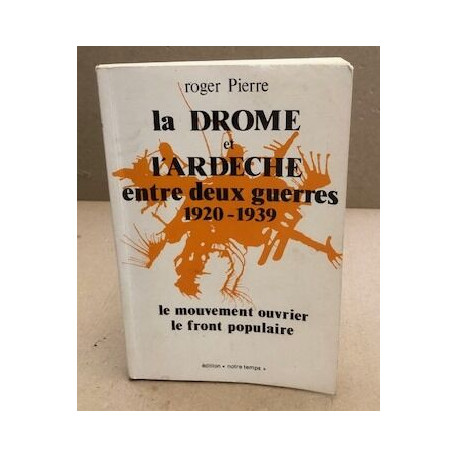 roger Pierre
la DROME
et
l'ARDECHE
entre deux guerres
1920-1939
le mouvement ouvrier
le front populaire
édition • notre temps •